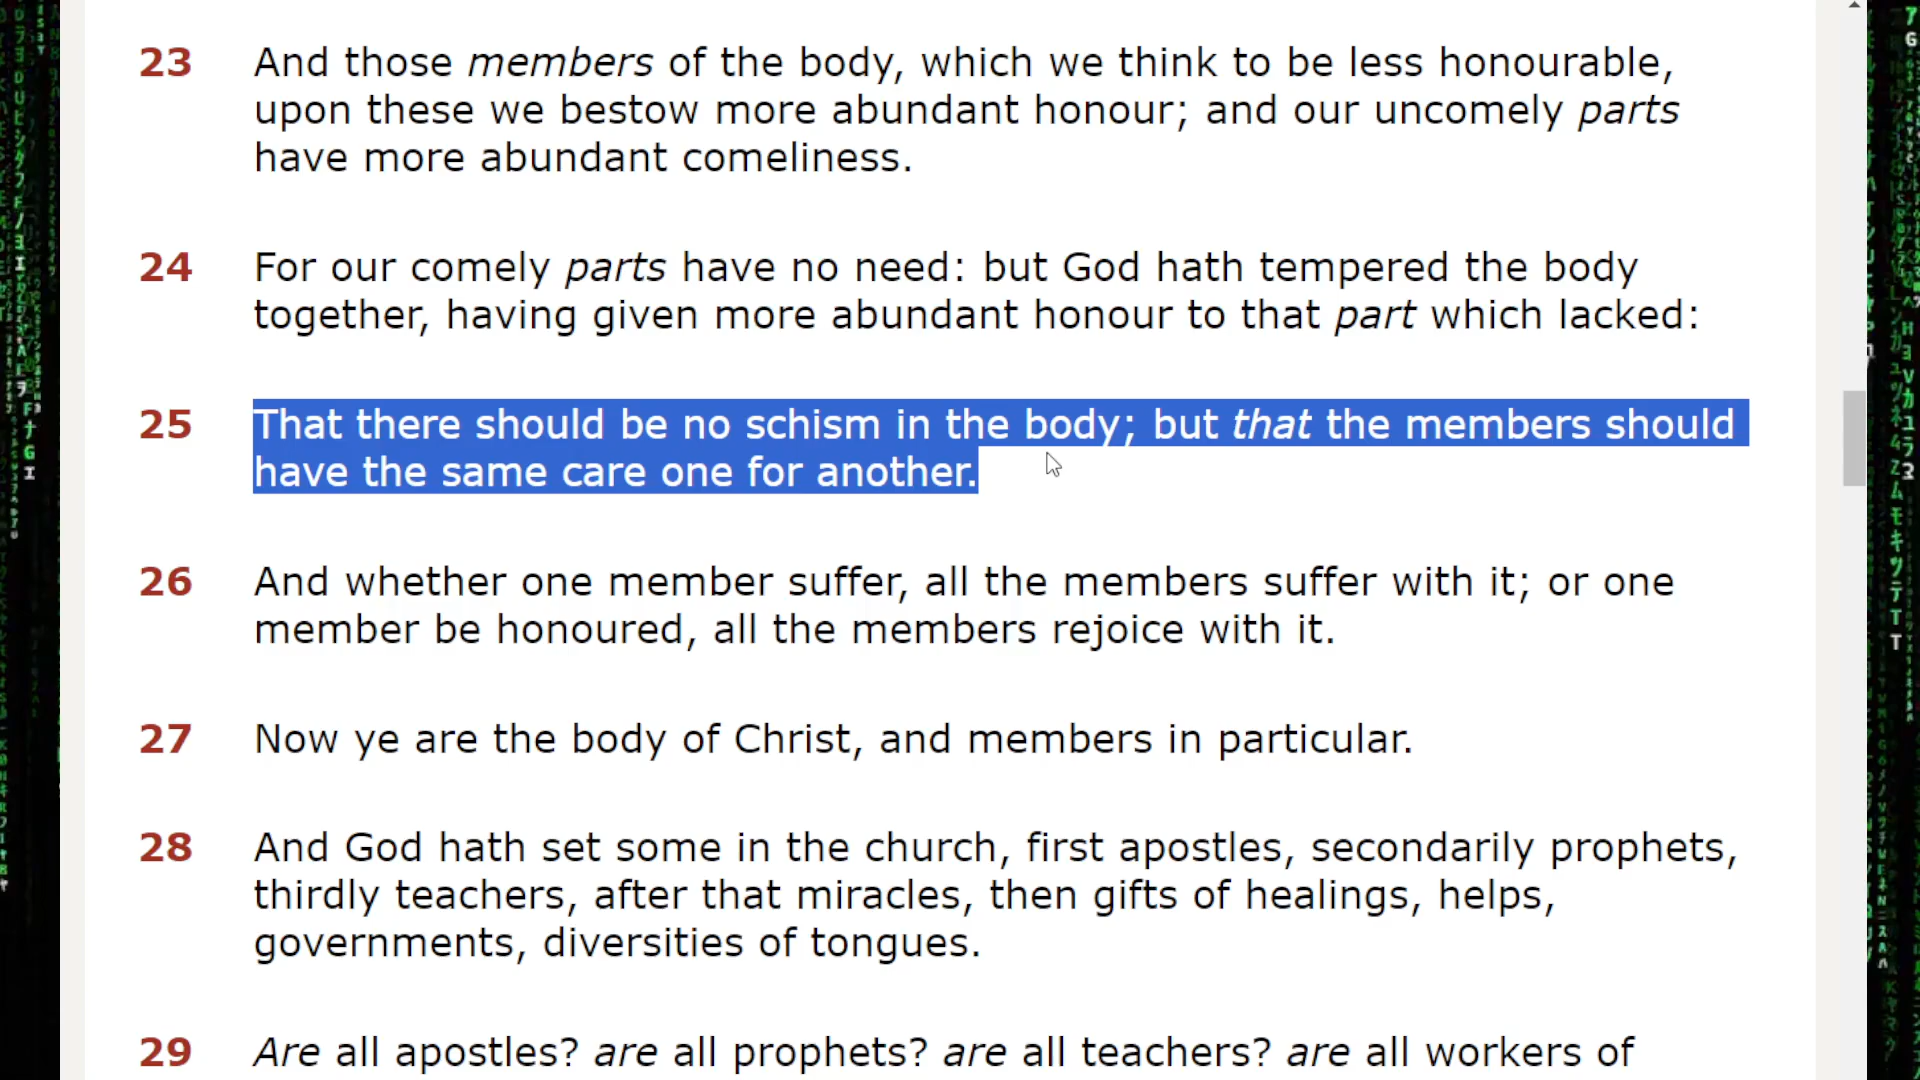 23 And those members of the body, which we think to be less honourable,
upon these we bestow more abundant honour; and our uncomely parts
have more abundant comeliness.
24 For our comely parts have no need: but God hath tempered the body
together, having given more abundant honour to that part which lacked:
25 That there should be no schism in the body; but that the members should
have the same care one for another.
26 And whether one member suffer, all the members suffer with it; or one
member be honoured, all the members rejoice with it.
27 Now ye are the body of Christ, and members in particular.
28 And God hath set some in the church, first apostles, secondarily prophets,
thirdly teachers, after that miracles, then gifts of healings, helps,
governments, diversities of tongues.
29 Are all apostles? are all prophets? are all teachers? are all workers of